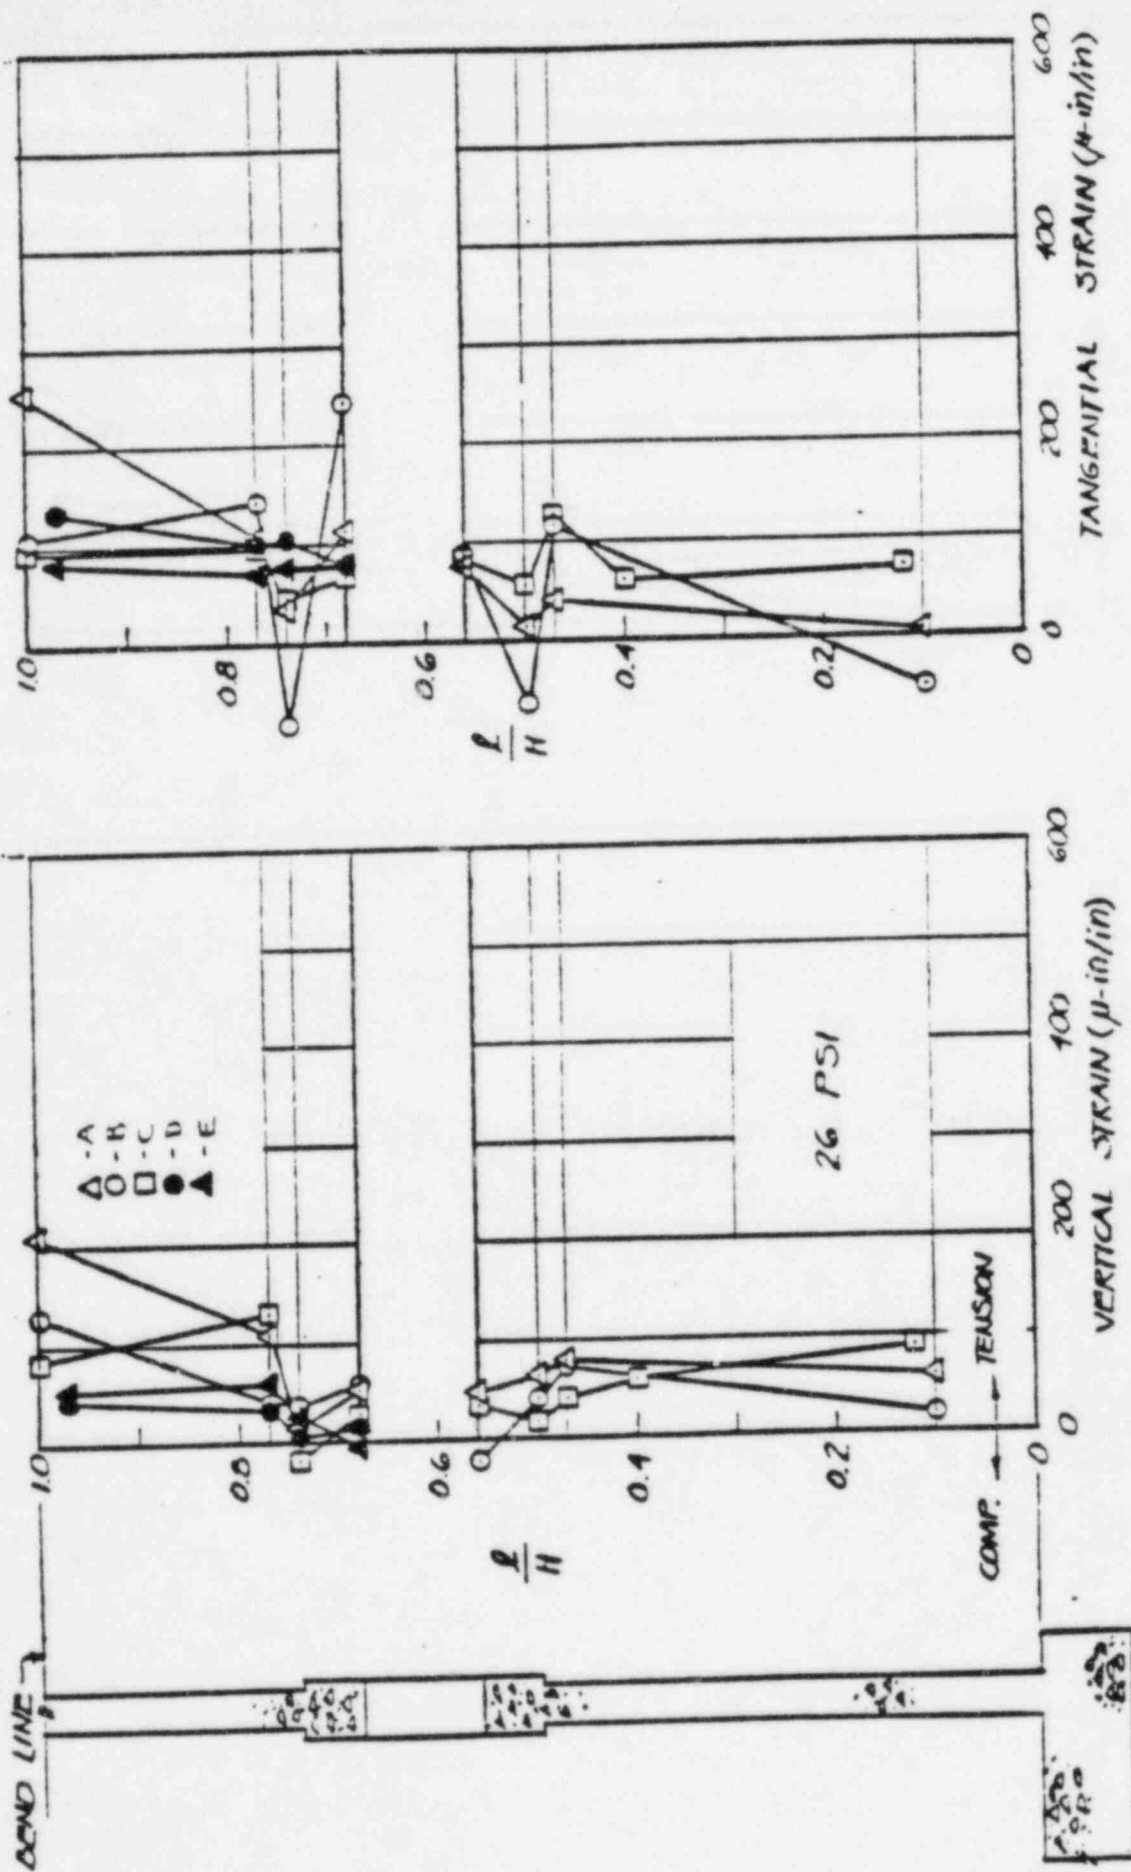 BEND LINE
1.0
0.8
0.6
0.4
0.2
0
l/H
COMP. TENSION
0 200 400 600
VERTICAL STRAIN (μ-in/in)
△ - A
○ - B
□ - C
● - D
▲ - E
26 PSI
1.0
0.8
0.6
0.4
0.2
0
l/H
0 200 400 600
TANGENTIAL STRAIN (μ-in/in)